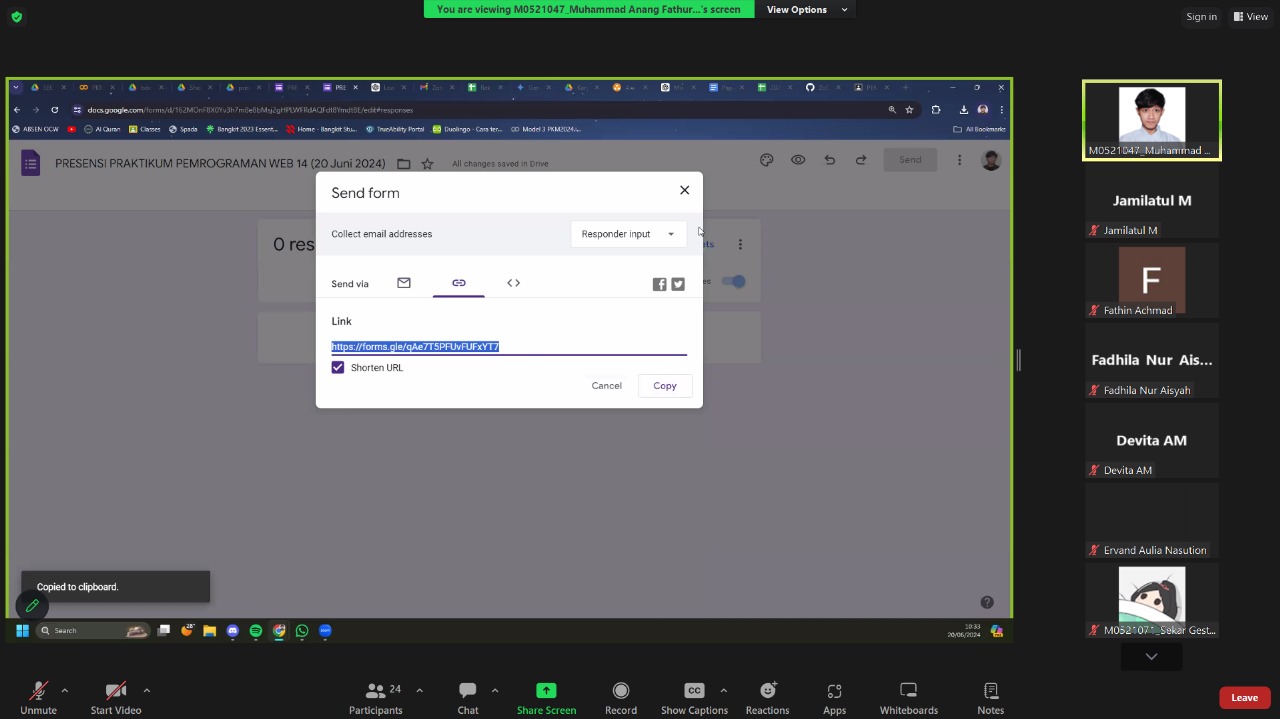 You are viewing M0521047_Muhammad Anang Fathur...'s screen
View Options
Sign in
View
docs.google.com/forms/d/
/edit#responses
ABSEN OCW
Al Quran
Classes
Spada
Bangkit 2023 Essent...
Home - Bangkit Stu...
TrueAbility Portal
Duolingo - Cara ter...
Model 3 PKM2024...
All Bookmarks
PRESENSI PRAKTIKUM PEMROGRAMAN WEB 14 (20 Juni 2024)
All changes saved in Drive
Send
Send form
Collect email addresses
Responder input
0 res
ets
Send via
es
Link
https://forms.gle/qAe7T5PFUvFUFxYT7
Shorten URL
Cancel
Copy
Copied to clipboard.
Search
28°
10:33
20/06/2024
M0521047_Muhammad ...
Jamilatul M
Jamilatul M
F
Fathin Achmad
Fadhila Nur Ais...
Fadhila Nur Aisyah
Devita AM
Devita AM
Ervand Aulia Nasution
M0521071_Sekar Gest...
Unmute
Start Video
Participants
24
Chat
Share Screen
Record
CC
Show Captions
Reactions
Apps
Whiteboards
Notes
Leave